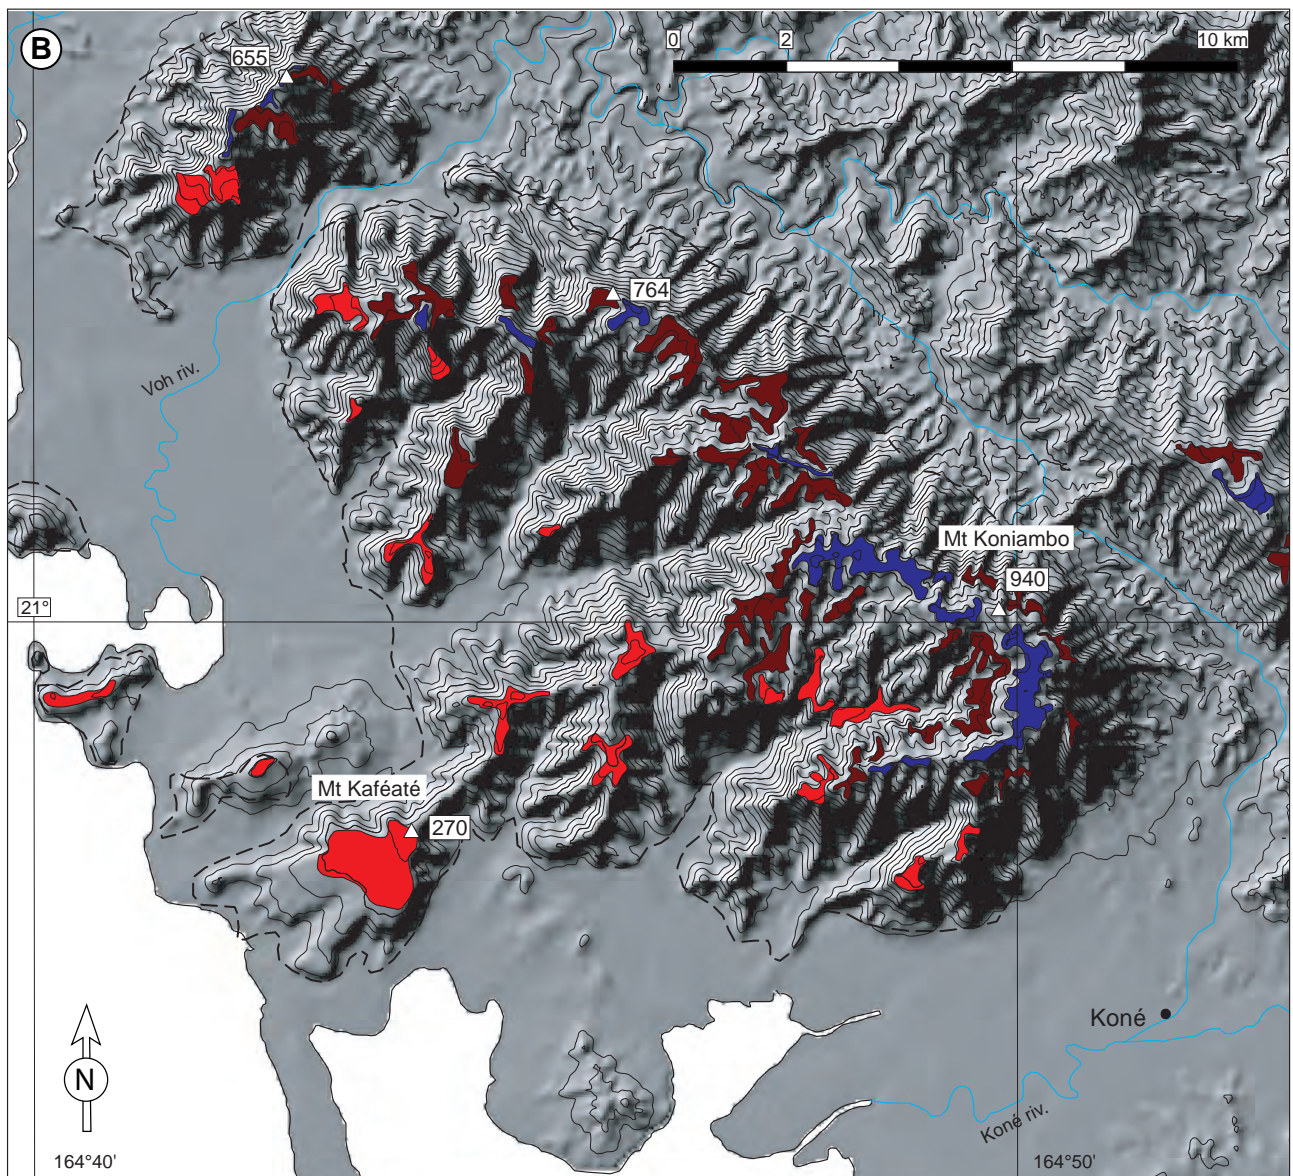 B
655
0 2 10 km
764
Voh riv.
Mt Koniambo
940
21°
Mt Kaféaté
270
Koné
N
Koné riv.
164°40' 164°50'